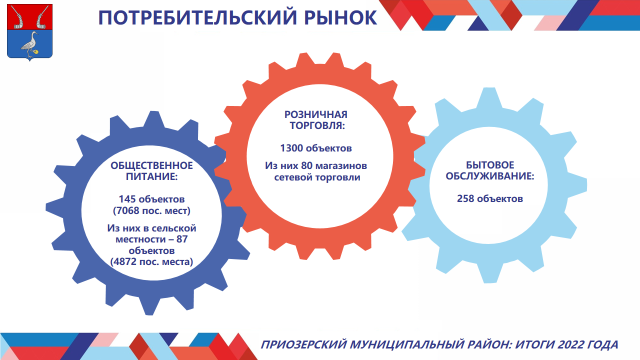 ПОТРЕБИТЕЛЬСКИЙ РЫНОК
ОБЩЕСТВЕННОЕ
ПИТАНИЕ:
145 объектов
(7068 пос. мест)
Из них в сельской
местности – 87
объектов
(4872 пос. места)
РОЗНИЧНАЯ
ТОРГОВЛЯ:
1300 объектов
Из них 80 магазинов
сетевой торговли
БЫТОВОЕ
ОБСЛУЖИВАНИЕ:
258 объектов
ПРИОЗЕРСКИЙ МУНИЦИПАЛЬНЫЙ РАЙОН: ИТОГИ 2022 ГОДА